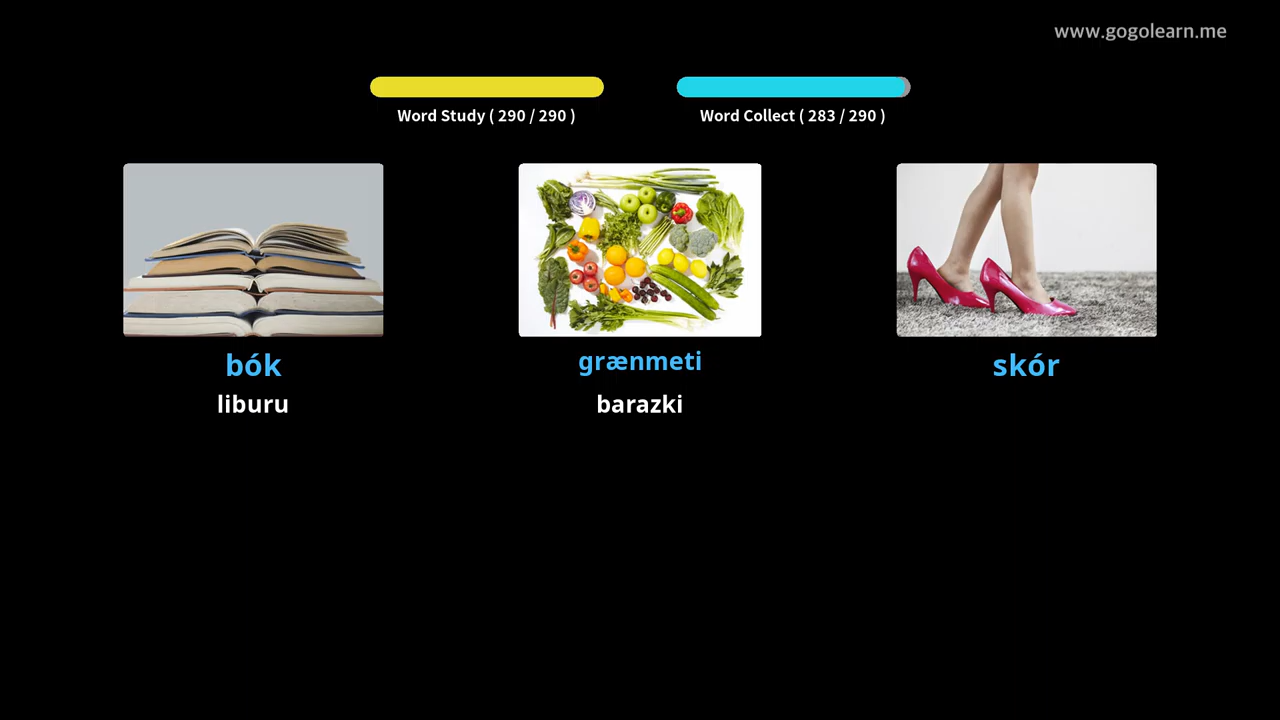 www.gogolearn.me
Word Study ( 290 / 290 )
Word Collect ( 283 / 290 )
bók
grænmeti
skór
liburu
barazki